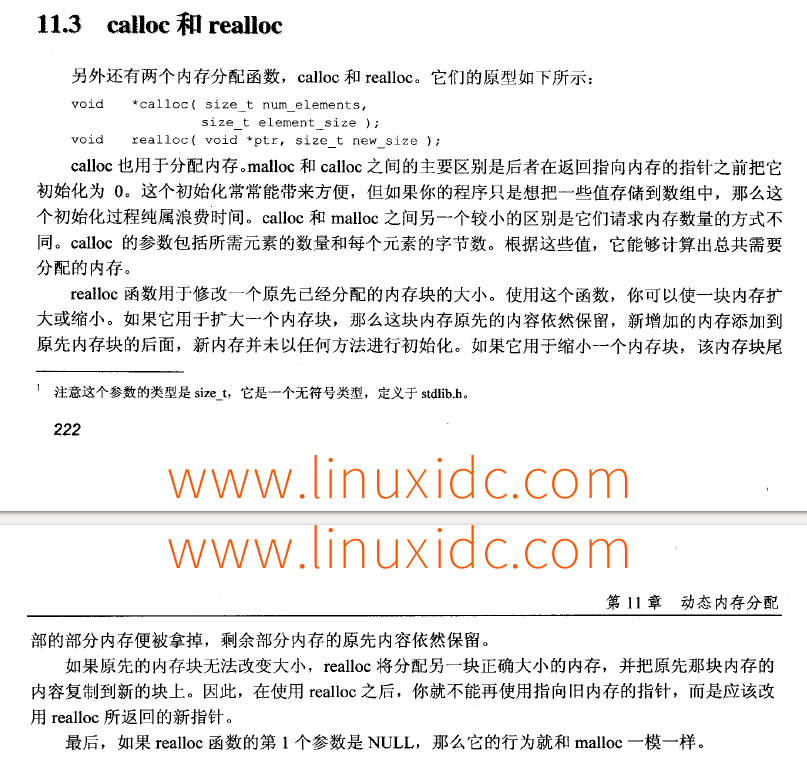 11.3 calloc 和 realloc
另外还有两个内存分配函数，calloc 和 realloc。它们的原型如下所示：
void *calloc( size_t num_elements,
size_t element_size );
void realloc( void *ptr, size_t new_size );
calloc 也用于分配内存。malloc 和 calloc 之间的主要区别是后者在返回指向内存的指针之前把它
初始化为 0。这个初始化常常能带来方便，但如果你的程序只是想把一些值存储到数组中，那么这
个初始化过程纯属浪费时间。calloc 和 malloc 之间另一个较小的区别是它们请求内存数量的方式不
同。calloc 的参数包括所需元素的数量和每个元素的字节数。根据这些值，它能够计算出总共需要
分配的内存。
realloc 函数用于修改一个原先已经分配的内存块的大小。使用这个函数，你可以使一块内存扩
大或缩小。如果它用于扩大一个内存块，那么这块内存原先的内容依然保留，新增加的内存添加到
原先内存块的后面，新内存并未以任何方法进行初始化。如果它用于缩小一个内存块，该内存块尾
1 注意这个参数的类型是 size_t，它是一个无符号类型，定义于 stdlib.h。
222
www.linuxidc.com
www.linuxidc.com
第 11 章 动态内存分配
部的部分内存便被拿掉，剩余部分内存的原先内容依然保留。
如果原先的内存块无法改变大小，realloc 将分配另一块正确大小的内存，并把原先那块内存的
内容复制到新的块上。因此，在使用 realloc 之后，你就不能再使用指向旧内存的指针，而是应该改
用 realloc 所返回的新指针。
最后，如果 realloc 函数的第 1 个参数是 NULL，那么它的行为就和 malloc 一模一样。